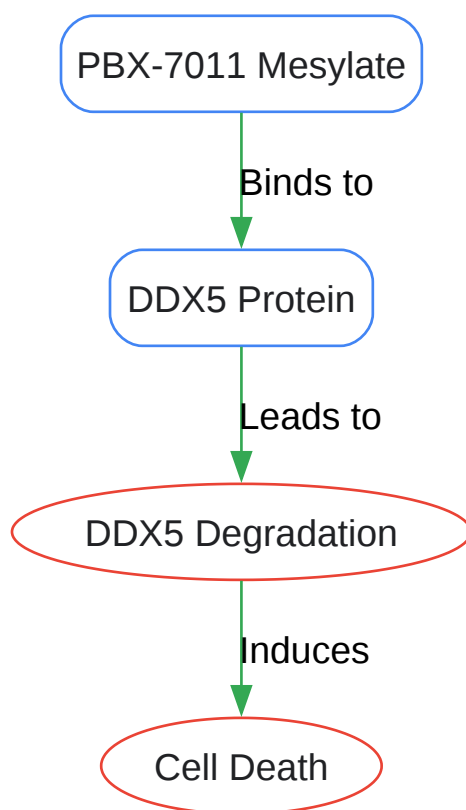 PBX-7011 Mesylate
Binds to
DDX5 Protein
Leads to
DDX5 Degradation
Induces
Cell Death